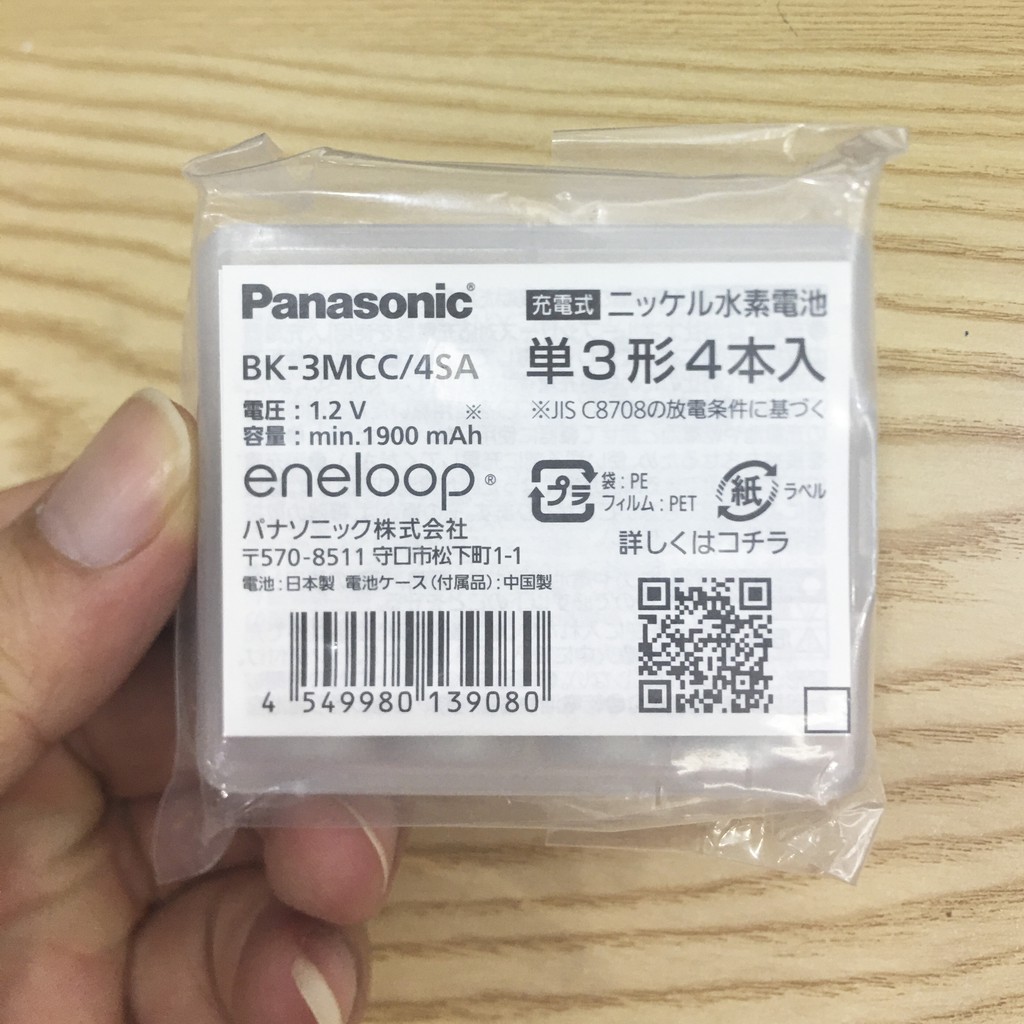 Panasonic®
BK-3MCC/4SA
電圧 : 1.2 V ※
容量 : min.1900 mAh
eneloop®
パナソニック株式会社
〒570-8511 守口市松下町1-1
電池 : 日本製 電池ケース(付属品) : 中国製
4 549980 139080
充電式 ニッケル水素電池
単3形4本入
※JIS C8708の放電条件に基づく
プラ 袋 : PE
フィルム : PET
紙 ラベル
詳しくはコチラ